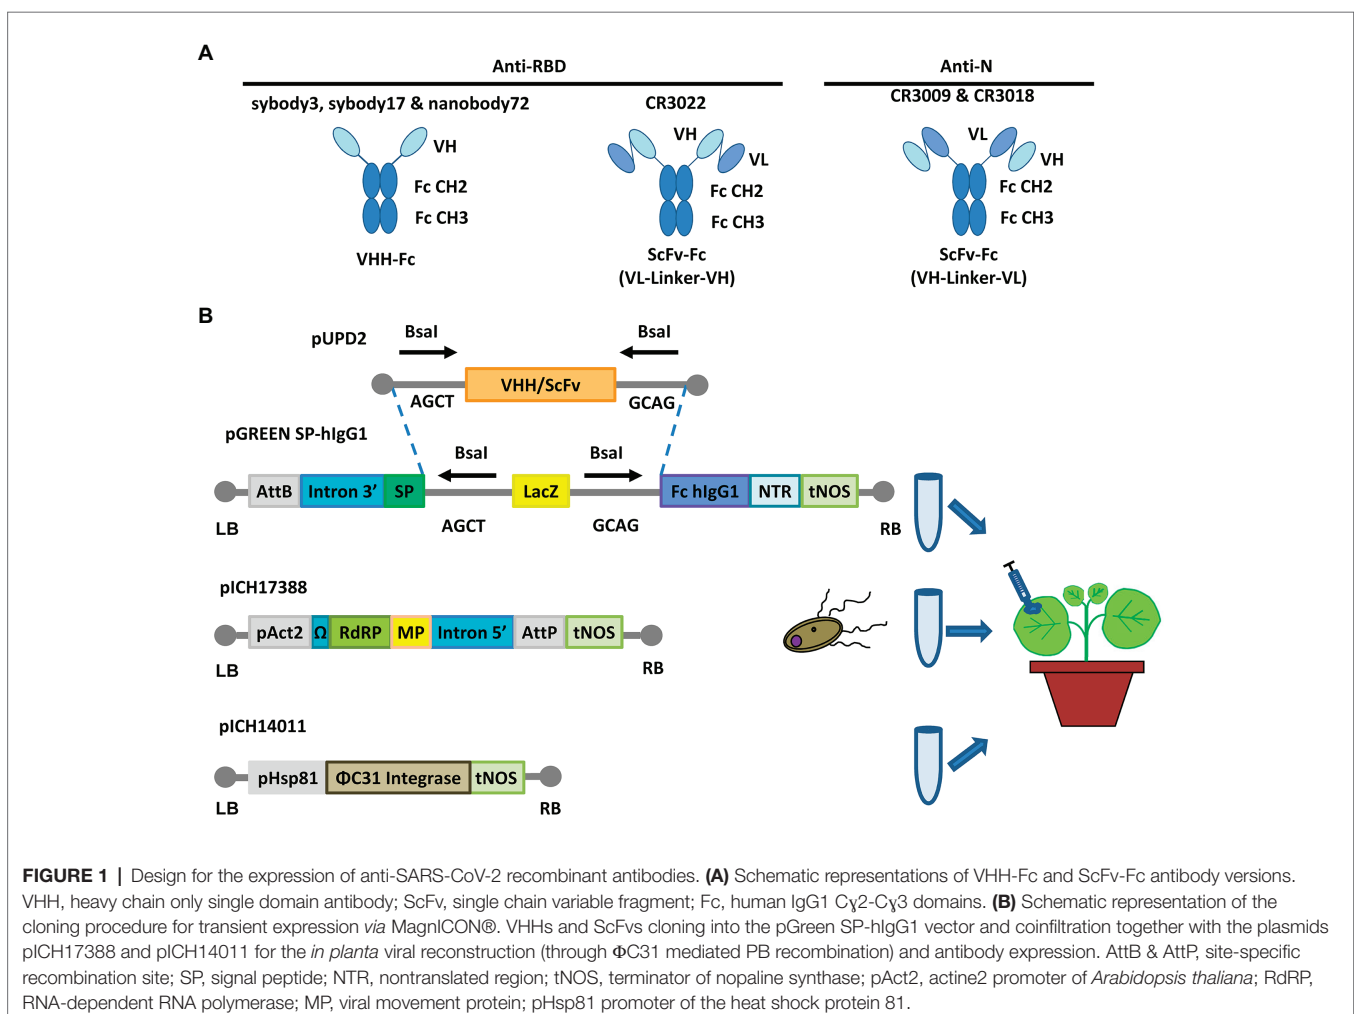 A
Anti-RBD
Anti-N
sybody3, sybody17 & nanobody72
CR3022
CR3009 & CR3018
VH
Fc CH2
Fc CH3
VHH-Fc
VH
VL
Fc CH2
Fc CH3
ScFv-Fc
(VL-Linker-VH)
VL
VH
Fc CH2
Fc CH3
ScFv-Fc
(VH-Linker-VL)
B
pUPD2
BsaI
BsaI
VHH/ScFv
AGCT
GCAG
pGREEN SP-hIgG1
BsaI
BsaI
AttB
Intron 3’
SP
LacZ
Fc hIgG1
NTR
tNOS
LB
AGCT
GCAG
RB
pICH17388
pAct2
Ω
RdRP
MP
Intron 5’
AttP
tNOS
LB
RB
pICH14011
pHsp81
ΦC31 Integrase
tNOS
LB
RB
FIGURE 1 | Design for the expression of anti-SARS-CoV-2 recombinant antibodies. (A) Schematic representations of VHH-Fc and ScFv-Fc antibody versions.
VHH, heavy chain only single domain antibody; ScFv, single chain variable fragment; Fc, human IgG1 Cɣ2-Cɣ3 domains. (B) Schematic representation of the
cloning procedure for transient expression via MagnICON®. VHHs and ScFvs cloning into the pGreen SP-hIgG1 vector and coinfiltration together with the plasmids
pICH17388 and pICH14011 for the in planta viral reconstruction (through ΦC31 mediated PB recombination) and antibody expression. AttB & AttP, site-specific
recombination site; SP, signal peptide; NTR, nontranslated region; tNOS, terminator of nopaline synthase; pAct2, actine2 promoter of Arabidopsis thaliana; RdRP,
RNA-dependent RNA polymerase; MP, viral movement protein; pHsp81 promoter of the heat shock protein 81.